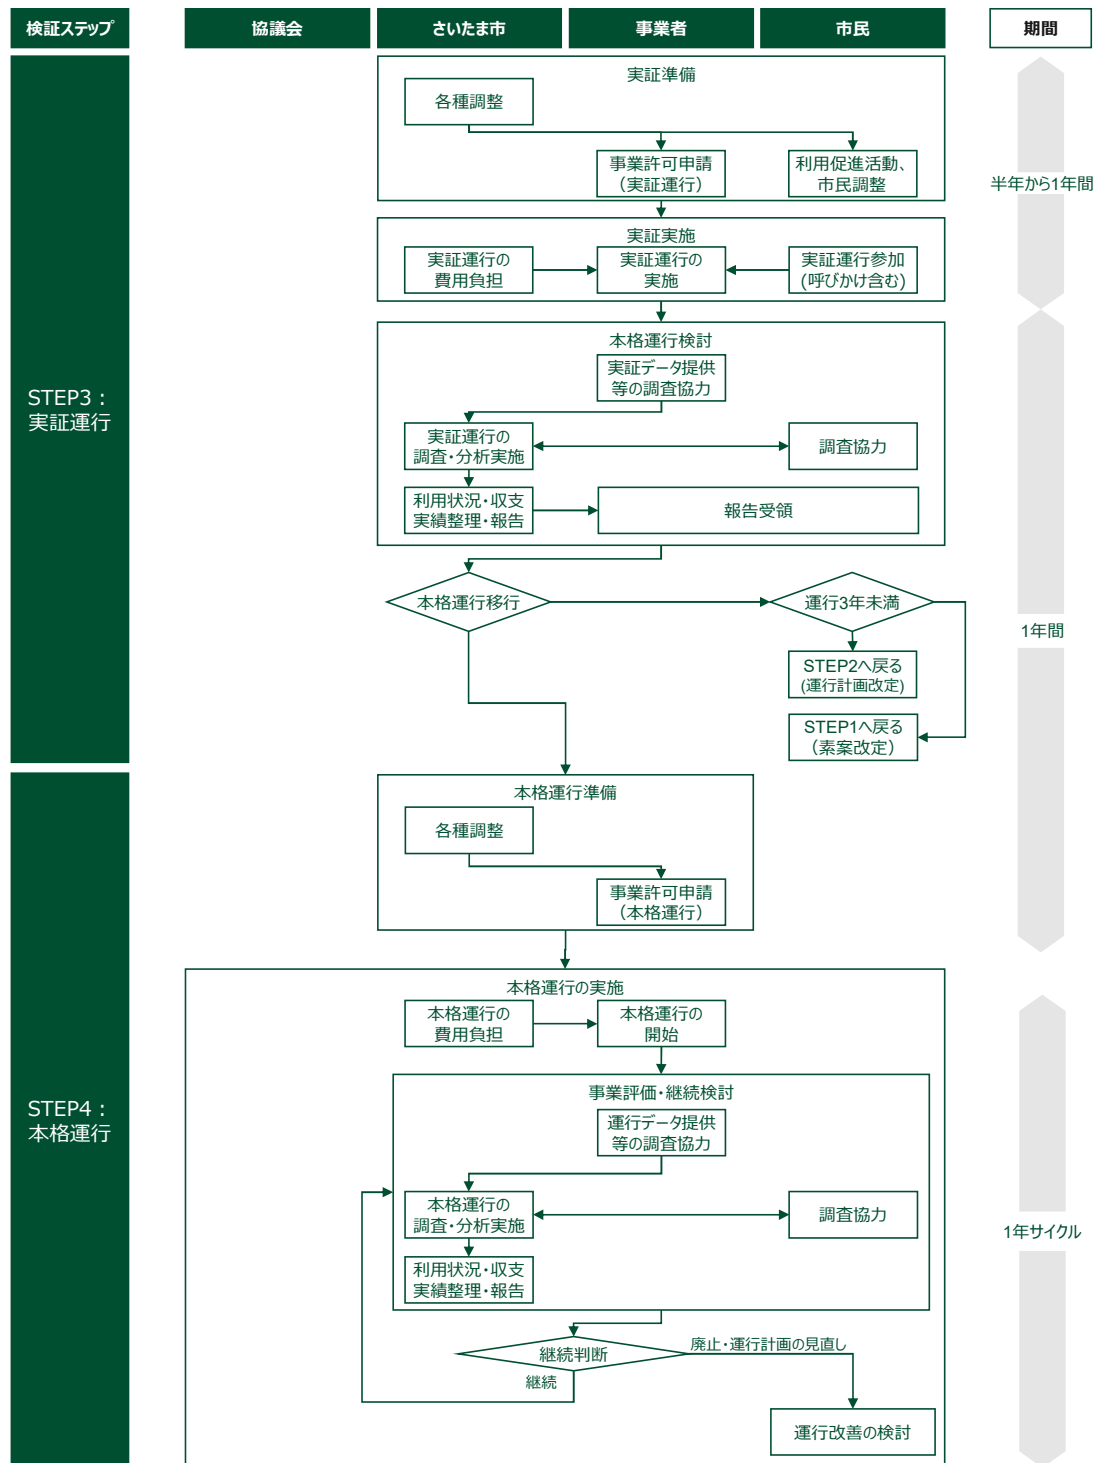 検証ステップ
協議会
さいたま市
事業者
市民
期間
STEP3：
実証運行
実証準備
各種調整
事業許可申請
（実証運行）
利用促進活動、
市民調整
半年から1年間
実証実施
実証運行の
費用負担
実証運行の
実施
実証運行参加
(呼びかけ含む)
本格運行検討
実証データ提供
等の調査協力
実証運行の
調査・分析実施
調査協力
利用状況・収支
実績整理・報告
報告受領
本格運行移行
運行3年未満
1年間
STEP2へ戻る
(運行計画改定)
STEP1へ戻る
（素案改定）
STEP4：
本格運行
本格運行準備
各種調整
事業許可申請
（本格運行）
本格運行の実施
本格運行の
費用負担
本格運行の
開始
事業評価・継続検討
運行データ提供
等の調査協力
本格運行の
調査・分析実施
調査協力
1年サイクル
利用状況・収支
実績整理・報告
継続判断
廃止・運行計画の見直し
継続
運行改善の検討